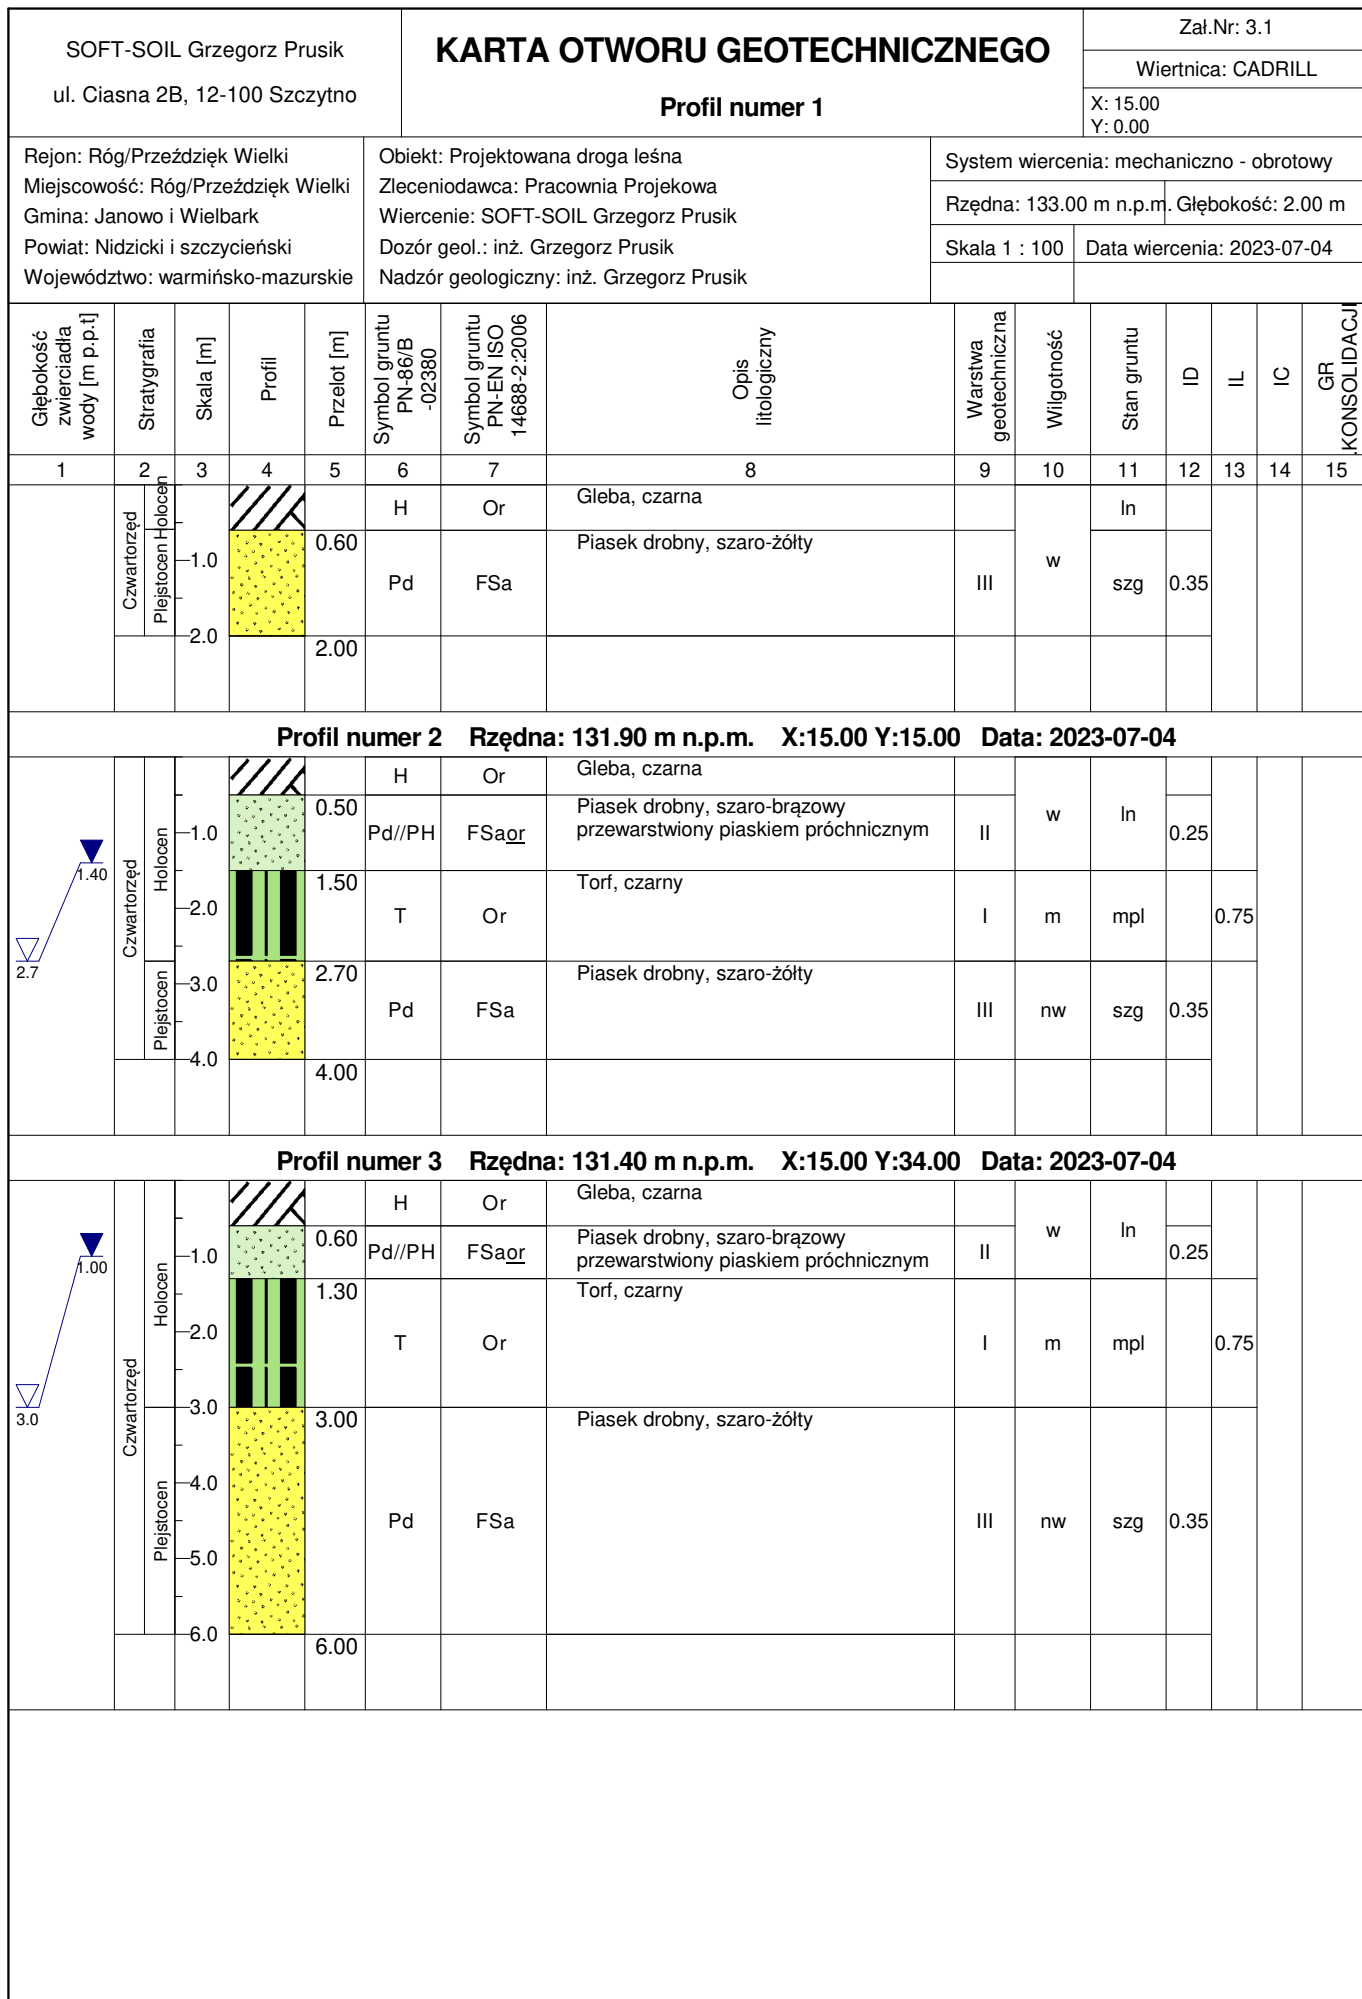 SOFT-SOIL Grzegorz Prusik
ul. Ciasna 2B, 12-100 Szczytno
KARTA OTWORU GEOTECHNICZNEGO
Profil numer 1
Zał.Nr: 3.1
Wiertnica: CADRILL
X: 15.00
Y: 0.00
Rejon: Róg/Przeździęk Wielki
Miejscowość: Róg/Przeździęk Wielki
Gmina: Janowo i Wielbark
Powiat: Nidzicki i szczycieński
Województwo: warmińsko-mazurskie
Obiekt: Projektowana droga leśna
Zleceniodawca: Pracownia Projekowa
Wiercenie: SOFT-SOIL Grzegorz Prusik
Dozór geol.: inż. Grzegorz Prusik
Nadzór geologiczny: inż. Grzegorz Prusik
System wiercenia: mechaniczno - obrotowy
Rzędna: 133.00 m n.p.m. Głębokość: 2.00 m
Skala 1 : 100 Data wiercenia: 2023-07-04
Głębokość
zwierciadła
wody [m p.p.t]
Stratygrafia
Skala [m]
Profil
Przelot [m]
Symbol gruntu
PN-86/B
-02380
Symbol gruntu
PN-EN ISO
14688-2:2006
Opis
litologiczny
Warstwa
geotechniczna
Wilgotność
Stan gruntu
ID
IL
IC
GR
.KONSOLIDACJI
1 2 3 4 5 6 7 8 9 10 11 12 13 14 15
Czwartorzęd
Holocen
Plejstocen
1.0
2.0
H Or Gleba, czarna ln
0.60 Piasek drobny, szaro-żółty
w
Pd FSa III szg 0.35
2.00
Profil numer 2 Rzędna: 131.90 m n.p.m. X:15.00 Y:15.00 Data: 2023-07-04
1.40
2.7
Czwartorzęd
Holocen
Plejstocen
1.0
2.0
3.0
4.0
H Or Gleba, czarna
w ln
0.50 Piasek drobny, szaro-brązowy
Pd//PH FSaor przewarstwiony piaskiem próchnicznym II 0.25
1.50 Torf, czarny
T Or I m mpl 0.75
2.70 Piasek drobny, szaro-żółty
Pd FSa III nw szg 0.35
4.00
Profil numer 3 Rzędna: 131.40 m n.p.m. X:15.00 Y:34.00 Data: 2023-07-04
1.00
3.0
Czwartorzęd
Holocen
Plejstocen
1.0
2.0
3.0
4.0
5.0
6.0
H Or Gleba, czarna
w ln
0.60 Piasek drobny, szaro-brązowy
Pd//PH FSaor przewarstwiony piaskiem próchnicznym II 0.25
1.30 Torf, czarny
T Or I m mpl 0.75
3.00 Piasek drobny, szaro-żółty
Pd FSa III nw szg 0.35
6.00